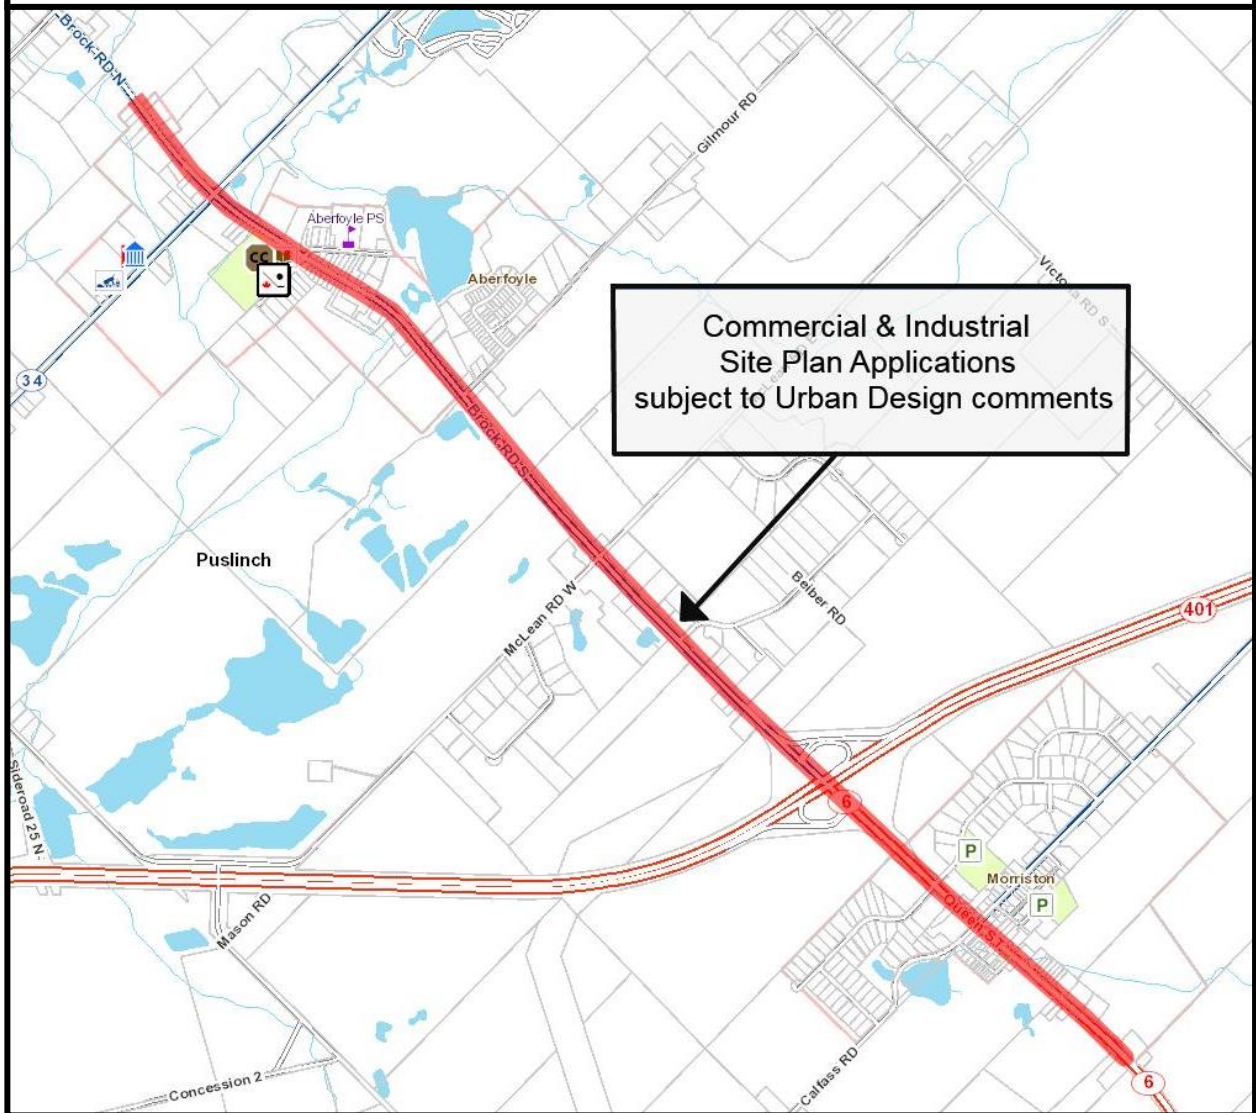 Brock RD N
Gilmour RD
Aberfoyle PS
CC
Aberfoyle
Victoria RD S
34
Commercial & Industrial
Site Plan Applications
subject to Urban Design comments
Brock RD S
Puslinch
McLean RD W
Beiber RD
401
Sideroad 25 N
6
P
Morriston
P
Mason RD
Queen ST
Concession 2
Calfass RD
6